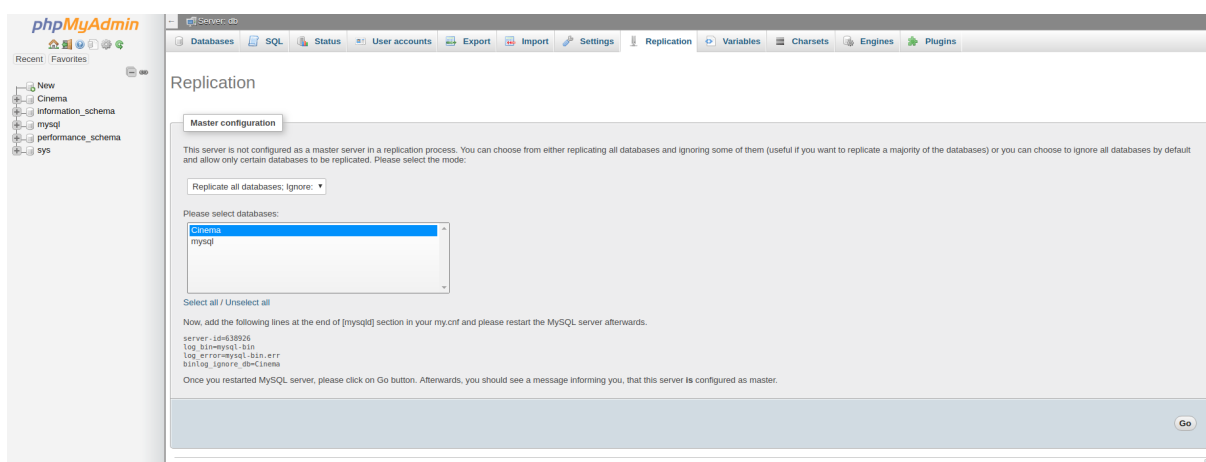 phpMyAdmin
Recent Favorites
New
Cinema
information_schema
mysql
performance_schema
sys
Server: db
Databases SQL Status User accounts Export Import Settings Replication Variables Charsets Engines Plugins
Replication
Master configuration
This server is not configured as a master server in a replication process. You can choose from either replicating all databases and ignoring some of them (useful if you want to replicate a majority of the databases) or you can choose to ignore all databases by default
and allow only certain databases to be replicated. Please select the mode:
Replicate all databases; Ignore:
Please select databases:
Cinema
mysql
Select all / Unselect all
Now, add the following lines at the end of [mysqld] section in your my.cnf and please restart the MySQL server afterwards.
server-id=638926
log_bin=mysql-bin
log_error=mysql-bin.err
binlog_ignore_db=Cinema
Once you restarted MySQL server, please click on Go button. Afterwards, you should see a message informing you, that this server is configured as master.
Go